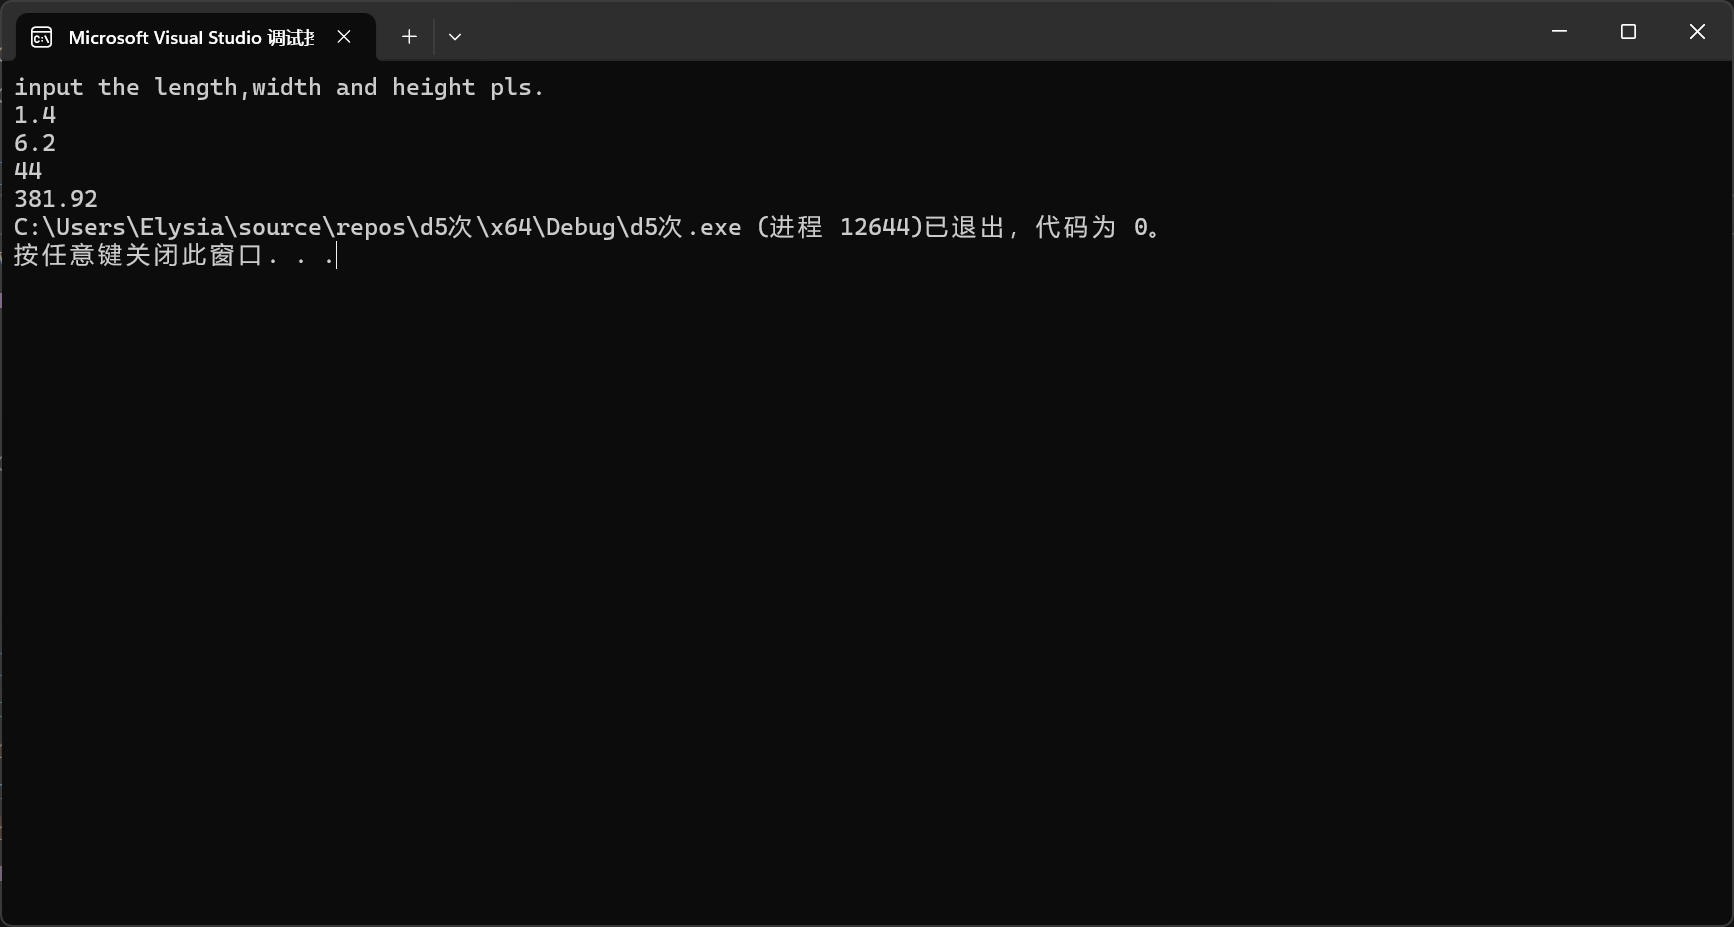 Microsoft Visual Studio 调试
input the length,width and height pls.
1.4
6.2
44
381.92
C:\Users\Elysia\source\repos\d5次\x64\Debug\d5次.exe (进程 12644)已退出，代码为 0。
按任意键关闭此窗口. . .